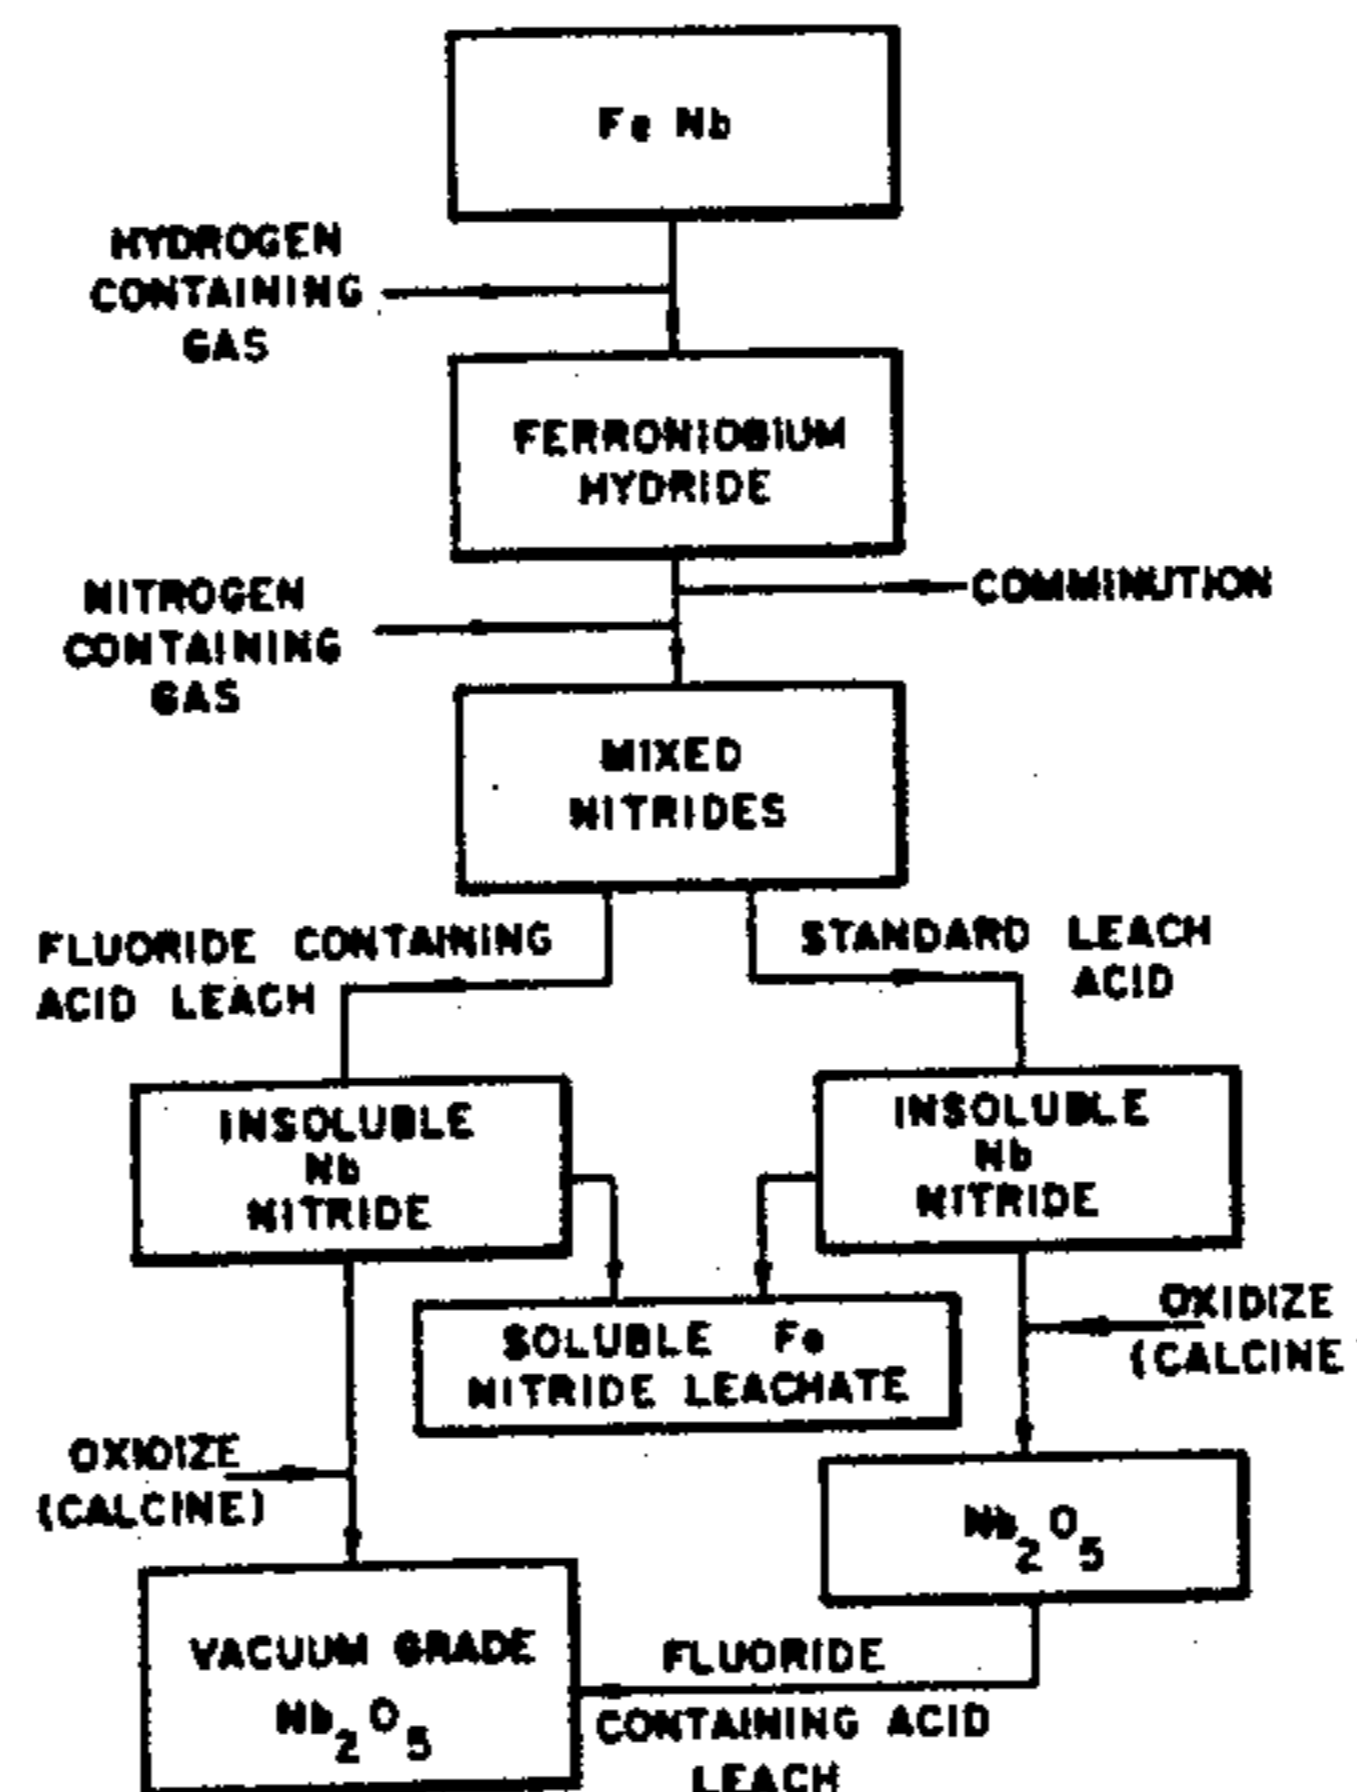 Fe Nb
HYDROGEN
CONTAINING
GAS
FERRONIOBIUM
HYDRIDE
COMMINUTION
NITROGEN
CONTAINING
GAS
MIXED
NITRIDES
FLUORIDE CONTAINING
ACID LEACH
STANDARD LEACH
ACID
INSOLUBLE
Nb
NITRIDE
INSOLUBLE
Nb
NITRIDE
SOLUBLE Fe
NITRIDE LEACHATE
OXIDIZE
(CALCINE
OXIDIZE
(CALCINE)
Nb2O5
VACUUM GRADE
Nb2O5
FLUORIDE
CONTAINING ACID
LEACH